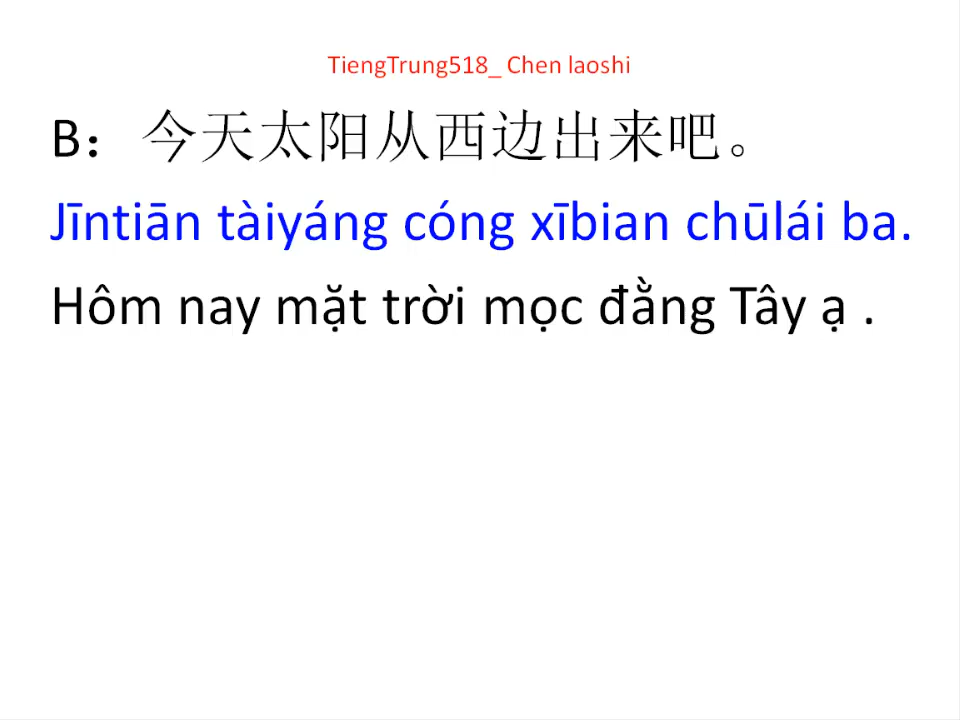 TiengTrung518_ Chen laoshi
B：今天太阳从西边出来吧。
Jīntiān tàiyáng cóng xībian chūlái ba.
Hôm nay mặt trời mọc đằng Tây ạ .